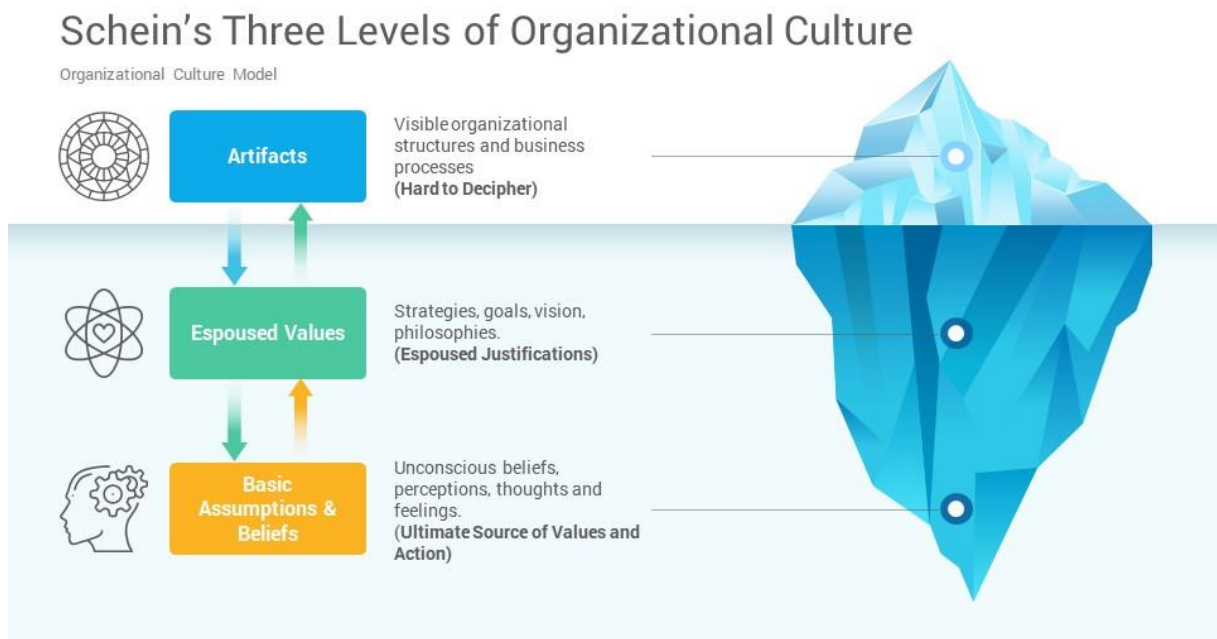 Schein's Three Levels of Organizational Culture
Organizational Culture Model
Artifacts
Visible organizational
structures and business
processes
(Hard to Decipher)
Espoused Values
Strategies, goals, vision,
philosophies.
(Espoused Justifications)
Basic
Assumptions &
Beliefs
Unconscious beliefs,
perceptions, thoughts and
feelings.
(Ultimate Source of Values and
Action)